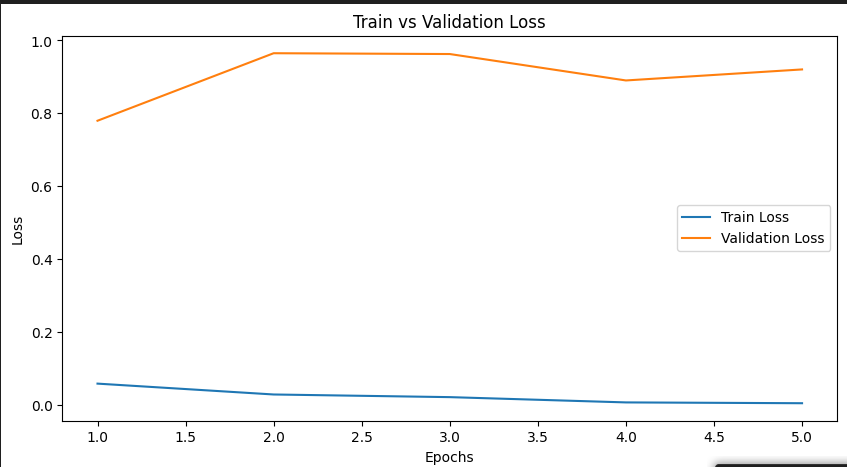 Train vs Validation Loss
1.0
0.8
0.6
0.4
0.2
0.0
Loss
Train Loss
Validation Loss
1.0 1.5 2.0 2.5 3.0 3.5 4.0 4.5 5.0
Epochs